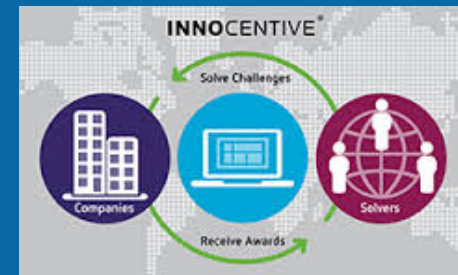 INNOCENTIVE®
Solve Challenges
Companies
Solvers
Receive Awards